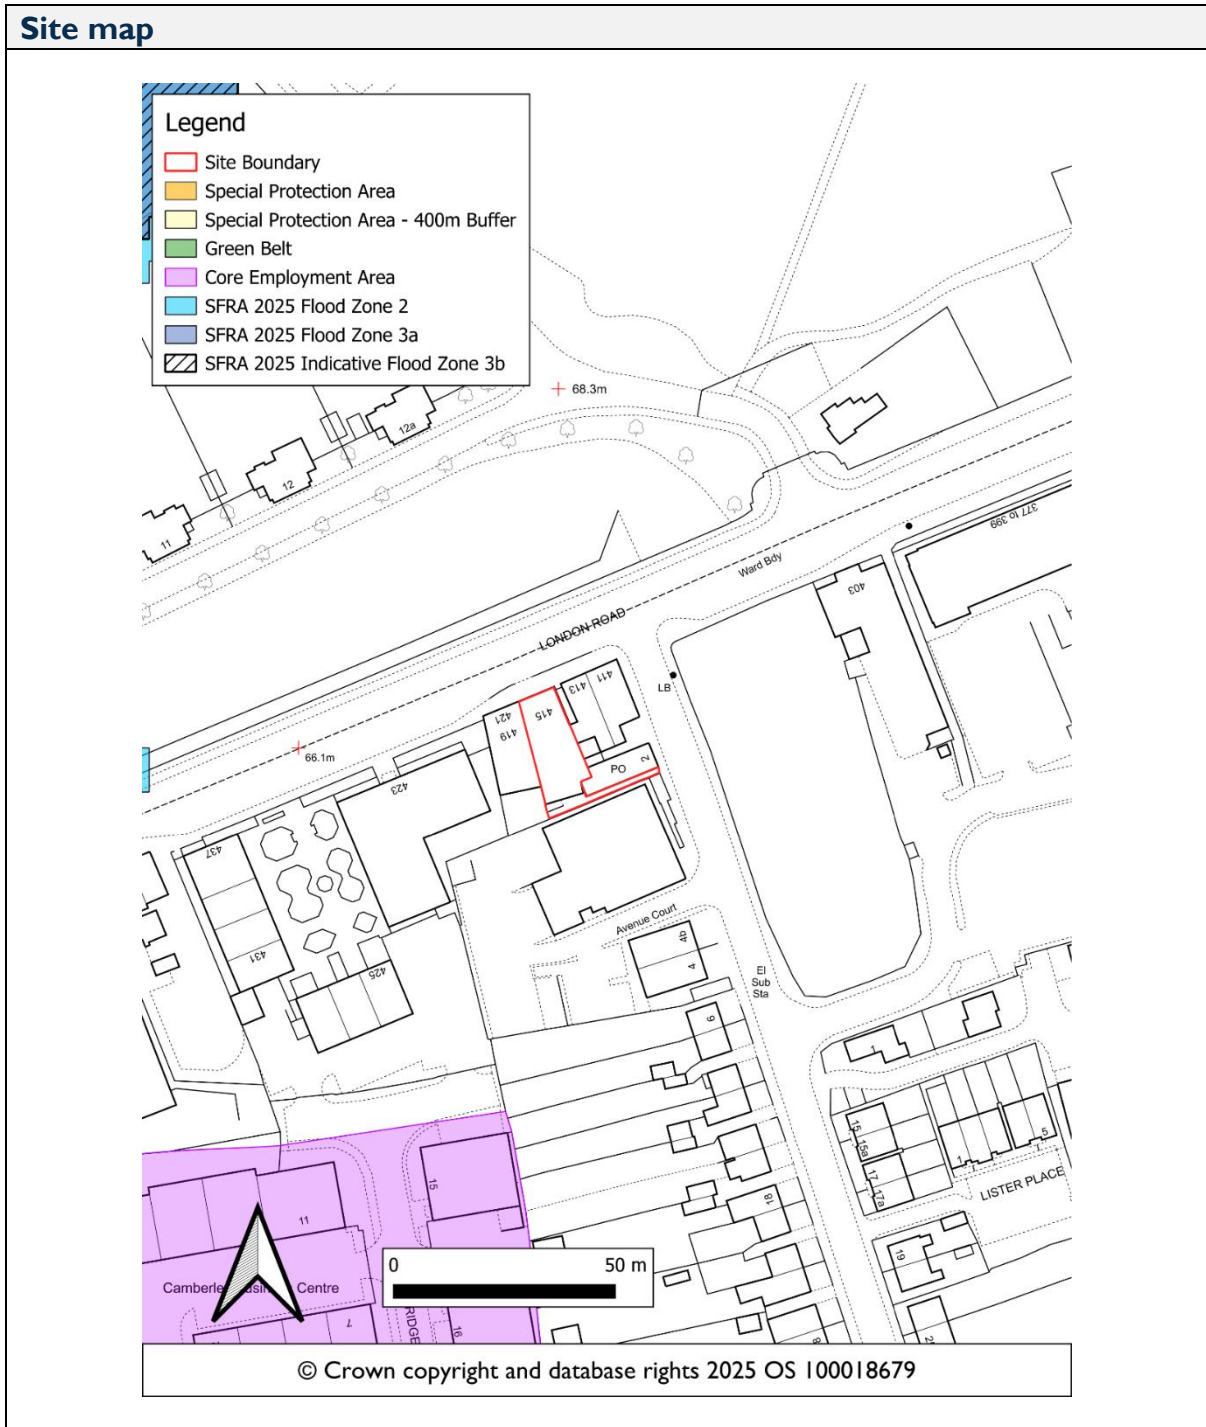 Site map
Legend
Site Boundary
Special Protection Area
Special Protection Area - 400m Buffer
Green Belt
Core Employment Area
SFRA 2025 Flood Zone 2
SFRA 2025 Flood Zone 3a
SFRA 2025 Indicative Flood Zone 3b
68.3m
12a
12
11
377 to 399
Ward Bdy
403
LONDON ROAD
LB
411
413
415
421
419
PO
2
66.1m
423
437
431
425
Avenue Court
4b
4
El
Sub
Sta
6
1
15
15a
17
17a
1
5
LISTER PLACE
18
19
15
11
Centre
7
16
0
50 m
© Crown copyright and database rights 2025 OS 100018679